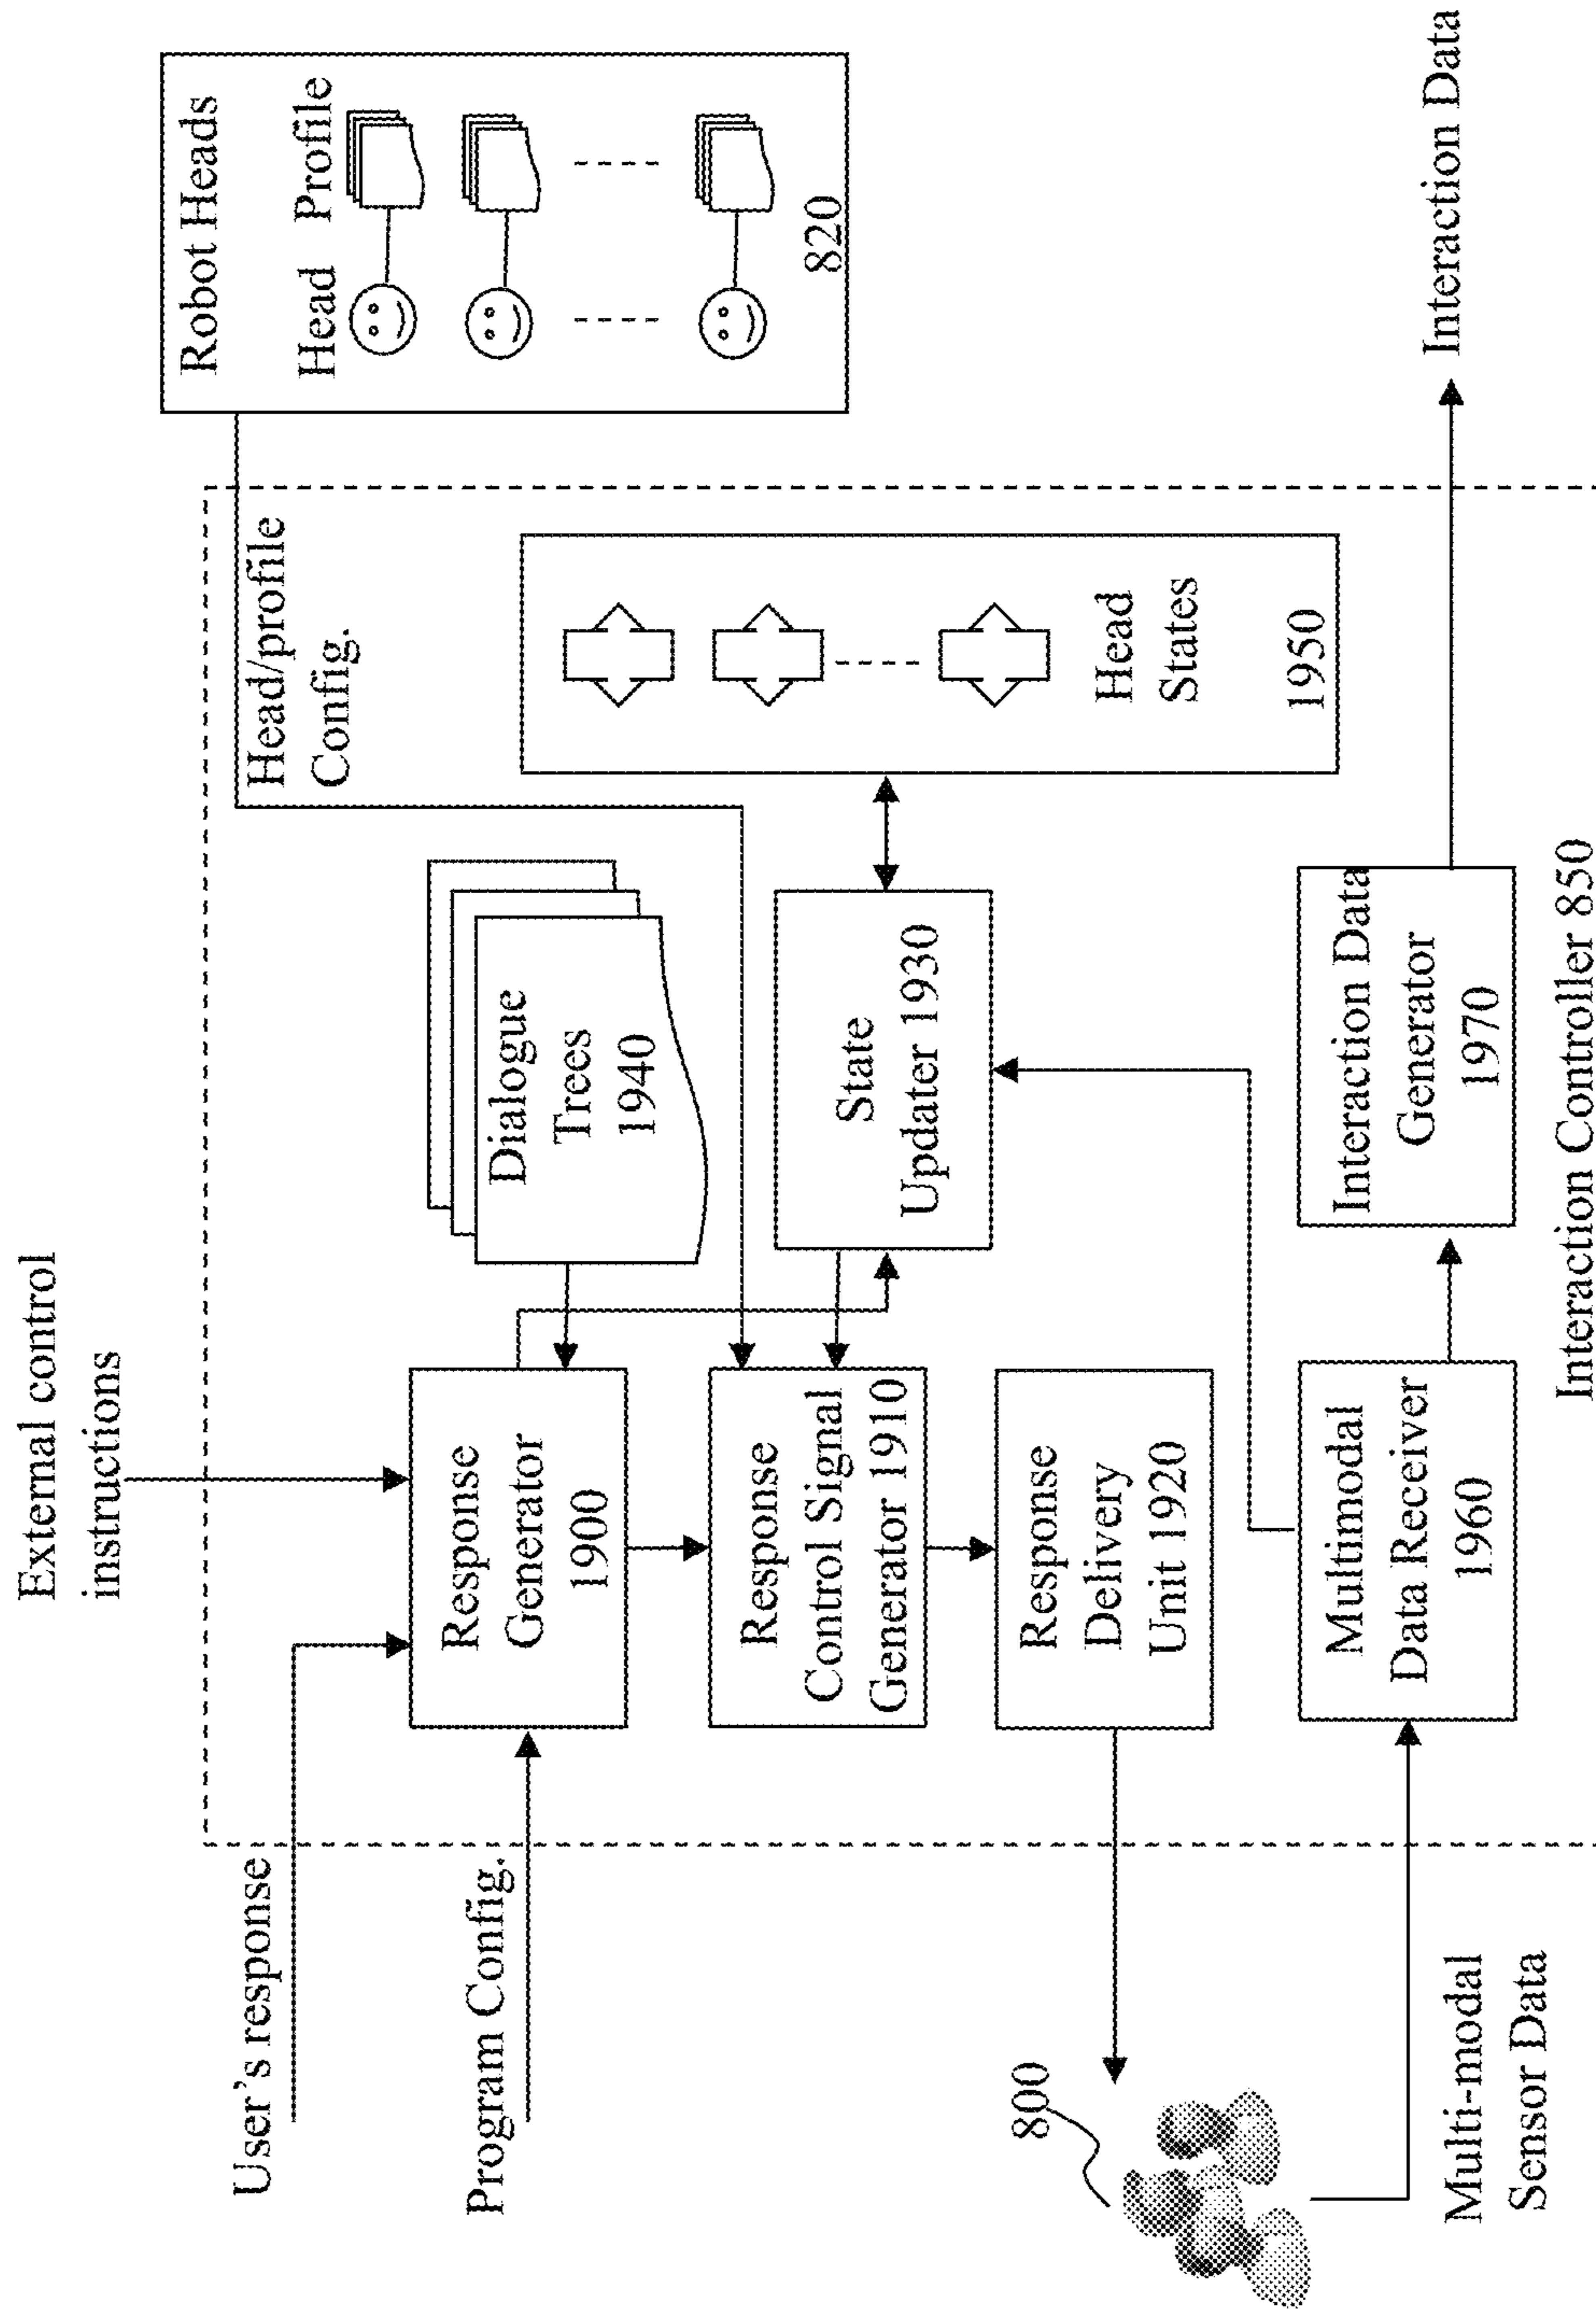 External control
instructions
User's response
Program Config.
Response
Generator
1900
Dialogue
Trees
1940
Head/profile
Config.
Robot Heads
Head Profile
820
Response
Control Signal
Generator 1910
State
Updater 1930
Head
States
1950
Response
Delivery
Unit 1920
800
Multi-modal
Sensor Data
Multimodal
Data Receiver
1960
Interaction Data
Generator
1970
Interaction Data
Interaction Controller 850